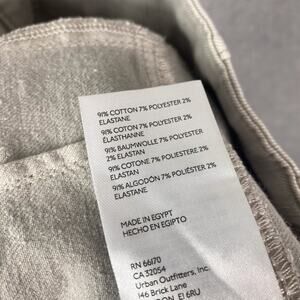 91% COTTON 7% POLYESTER 2%
ELASTANE
91% COTON 7% POLYESTER 2%
ÉLASTHANNE
91% BAUMWOLLE 7% POLYESTER
2% ELASTAN
91% COTONE 7% POLIESTERE 2%
ELASTAN
91% ALGODÓN 7% POLIÉSTER 2%
ELASTANE
MADE IN EGYPT
HECHO EN EGIPTO
RN 66170
CA 32054
Urban Outfitters, Inc.
146 Brick Lane
LONDON, E1 6RU